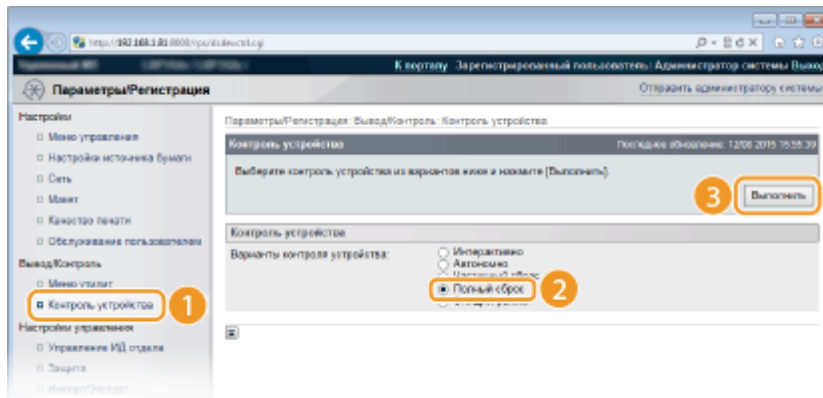 http://192.168.1.81:8000/rps/dcdevctrl.cgi
К порталу Зарегистрированный пользователь: Администратор системы Выход
Параметры/Регистрация
Отправить администратору системы
Настройки
Меню управления
Настройки источника бумаги
Сеть
Макет
Качество печати
Обслуживание пользователем
Вывод/Контроль
Меню утилит
Контроль устройства
1
Настройки управления
Управление ИД отдела
Защита
Импорт/Экспорт
Параметры/Регистрация: Вывод/Контроль: Контроль устройства
Контроль устройства
Последнее обновление: 12/08 2015 15:55:39
Выберите контроль устройства из вариантов ниже и нажмите [Выполнить].
3
Выполнить
Контроль устройства
Варианты контроля устройства:
Интерактивно
Автономно
Полный сброс
2